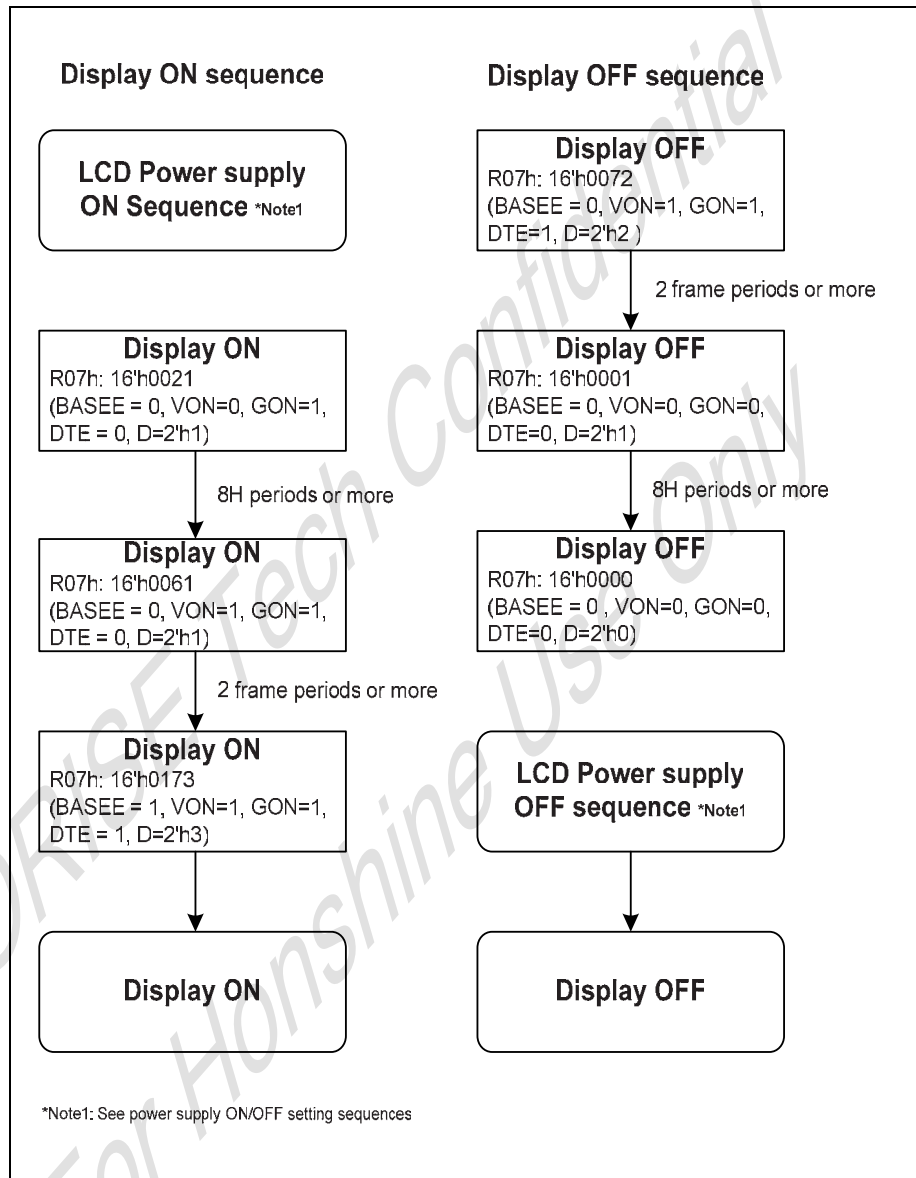 Display ON sequence
LCD Power supply
ON Sequence *Note1
Display ON
R07h: 16'h0021
(BASEE = 0, VON=0, GON=1,
DTE = 0, D=2'h1)
8H periods or more
Display ON
R07h: 16'h0061
(BASEE = 0, VON=1, GON=1,
DTE = 0, D=2'h1)
2 frame periods or more
Display ON
R07h: 16'h0173
(BASEE = 1, VON=1, GON=1,
DTE = 1, D=2'h3)
Display ON
Display OFF sequence
Display OFF
R07h: 16'h0072
(BASEE = 0, VON=1, GON=1,
DTE=1, D=2'h2 )
2 frame periods or more
Display OFF
R07h: 16'h0001
(BASEE = 0, VON=0, GON=0,
DTE=0, D=2'h1)
8H periods or more
Display OFF
R07h: 16'h0000
(BASEE = 0 , VON=0, GON=0,
DTE=0, D=2'h0)
LCD Power supply
OFF sequence *Note1
Display OFF
*Note1: See power supply ON/OFF setting sequences
ORISE Tech Confidential
For Honshine Use Only